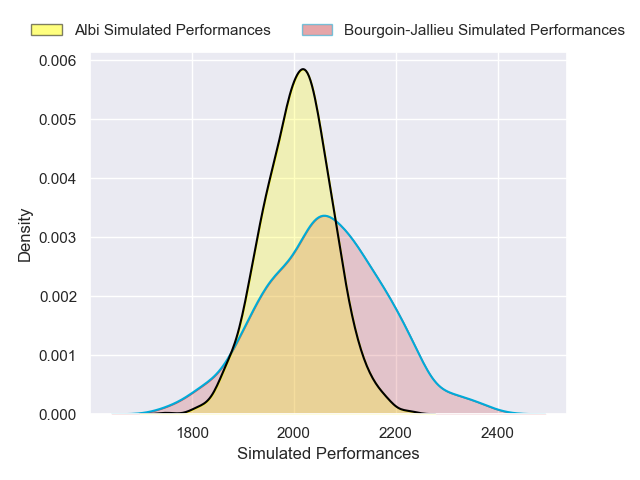 Albi Simulated Performances Bourgoin-Jallieu Simulated Performances
0.006
0.005
0.004
0.003
0.002
0.001
0.000
Density
1800 2000 2200 2400
Simulated Performances